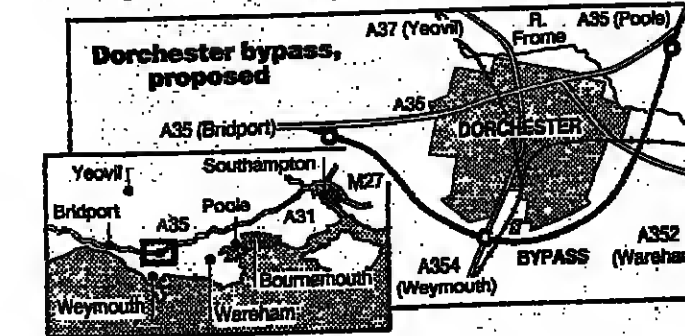 Dorchester bypass,
proposed
A37 (Yeovil)
R.
Frome
A35 (Poole)
A35
A35 (Bridport)
DORCHESTER
BYPASS
A354
(Weymouth)
A352
Yeovil
Southampton
M27
Bridport
A35
Poole
A31
Bournemouth
Weymouth
Wareham